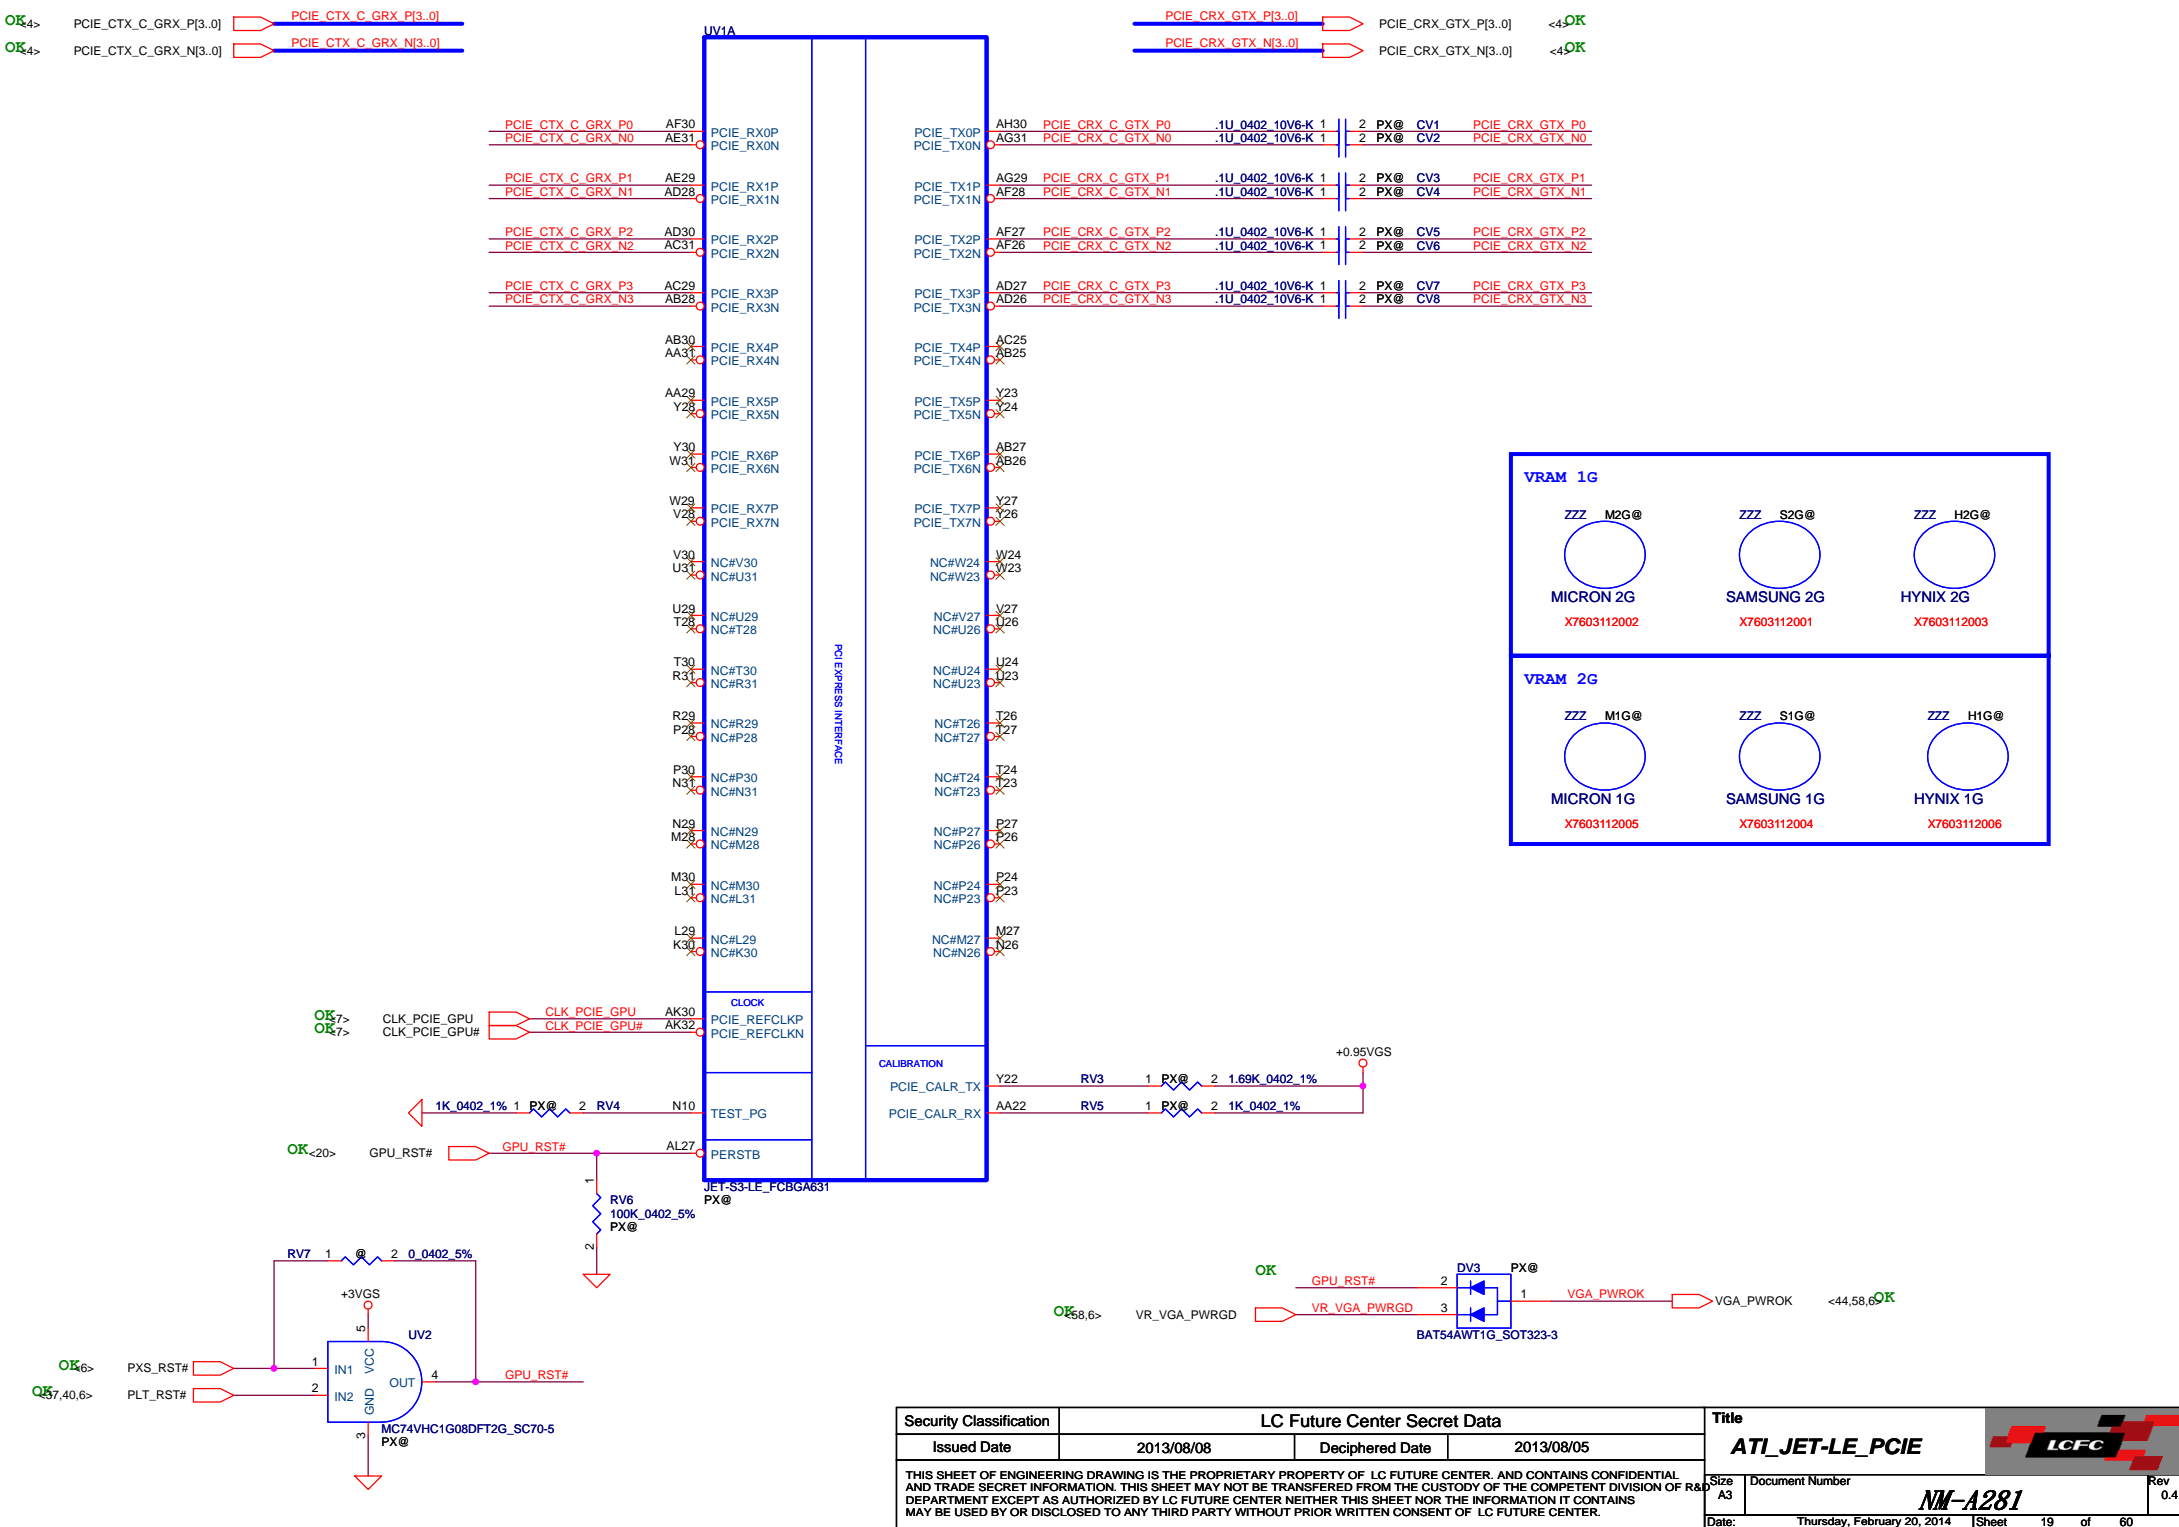 OK <4> PCIE_CTX_C_GRX_P[3..0] PCIE_CTX_C_GRX_P[3..0]
OK <4> PCIE_CTX_C_GRX_N[3..0] PCIE_CTX_C_GRX_N[3..0]
PCIE_CRX_GTX_P[3..0] PCIE_CRX_GTX_P[3..0] <4> OK
PCIE_CRX_GTX_N[3..0] PCIE_CRX_GTX_N[3..0] <4> OK
UV1A
PCIE_CTX_C_GRX_P0 AF30 PCIE_RX0P PCIE_TX0P AH30 PCIE_CRX_C_GTX_P0 .1U_0402_10V6-K 1 2 PX@ CV1 PCIE_CRX_GTX_P0
PCIE_CTX_C_GRX_N0 AE31 PCIE_RX0N PCIE_TX0N AG31 PCIE_CRX_C_GTX_N0 .1U_0402_10V6-K 1 2 PX@ CV2 PCIE_CRX_GTX_N0
PCIE_CTX_C_GRX_P1 AE29 PCIE_RX1P PCIE_TX1P AG29 PCIE_CRX_C_GTX_P1 .1U_0402_10V6-K 1 2 PX@ CV3 PCIE_CRX_GTX_P1
PCIE_CTX_C_GRX_N1 AD28 PCIE_RX1N PCIE_TX1N AF28 PCIE_CRX_C_GTX_N1 .1U_0402_10V6-K 1 2 PX@ CV4 PCIE_CRX_GTX_N1
PCIE_CTX_C_GRX_P2 AD30 PCIE_RX2P PCIE_TX2P AF27 PCIE_CRX_C_GTX_P2 .1U_0402_10V6-K 1 2 PX@ CV5 PCIE_CRX_GTX_P2
PCIE_CTX_C_GRX_N2 AC31 PCIE_RX2N PCIE_TX2N AF26 PCIE_CRX_C_GTX_N2 .1U_0402_10V6-K 1 2 PX@ CV6 PCIE_CRX_GTX_N2
PCIE_CTX_C_GRX_P3 AC29 PCIE_RX3P PCIE_TX3P AD27 PCIE_CRX_C_GTX_P3 .1U_0402_10V6-K 1 2 PX@ CV7 PCIE_CRX_GTX_P3
PCIE_CTX_C_GRX_N3 AB28 PCIE_RX3N PCIE_TX3N AD26 PCIE_CRX_C_GTX_N3 .1U_0402_10V6-K 1 2 PX@ CV8 PCIE_CRX_GTX_N3
AB30 PCIE_RX4P PCIE_TX4P AC25
AA31 PCIE_RX4N PCIE_TX4N AB25
AA29 PCIE_RX5P PCIE_TX5P Y23
Y28 PCIE_RX5N PCIE_TX5N Y24
Y30 PCIE_RX6P PCIE_TX6P AB27
W31 PCIE_RX6N PCIE_TX6N AB26
W29 PCIE_RX7P PCIE_TX7P Y27
V28 PCIE_RX7N PCIE_TX7N Y26
V30 NC#V30 NC#W24 W24
U31 NC#U31 NC#W23 W23
U29 NC#U29 NC#V27 V27
T28 NC#T28 NC#U26 U26
T30 NC#T30 NC#U24 U24
R31 NC#R31 NC#U23 U23
R29 NC#R29 NC#T26 T26
P28 NC#P28 NC#T27 T27
P30 NC#P30 NC#T24 T24
N31 NC#N31 NC#T23 T23
N29 NC#N29 NC#P27 P27
M28 NC#M28 NC#P26 P26
M30 NC#M30 NC#P24 P24
L31 NC#L31 NC#P23 P23
L29 NC#L29 NC#M27 M27
K30 NC#K30 NC#N26 N26
PCI EXPRESS INTERFACE
VRAM 1G
ZZZ M2G@ ZZZ S2G@ ZZZ H2G@
MICRON 2G SAMSUNG 2G HYNIX 2G
X7603112002 X7603112001 X7603112003
VRAM 2G
ZZZ M1G@ ZZZ S1G@ ZZZ H1G@
MICRON 1G SAMSUNG 1G HYNIX 1G
X7603112005 X7603112004 X7603112006
CLOCK
OK <7> CLK_PCIE_GPU CLK_PCIE_GPU AK30 PCIE_REFCLKP
OK <7> CLK_PCIE_GPU# CLK_PCIE_GPU# AK32 PCIE_REFCLKN
CALIBRATION
+0.95VGS
PCIE_CALR_TX Y22 RV3 1 PX@ 2 1.69K_0402_1%
1K_0402_1% 1 PX@ 2 RV4 N10 TEST_PG
PCIE_CALR_RX AA22 RV5 1 PX@ 2 1K_0402_1%
OK <20> GPU_RST# GPU_RST# AL27 PERSTB
JET-S3-LE_FCBGA631
PX@
1
RV6
100K_0402_5%
PX@
2
RV7 1 @ 2 0_0402_5%
+3VGS
5
UV2
OK <6> PXS_RST# 1 IN1 VCC
OUT 4 GPU_RST#
OK <37,40,6> PLT_RST# 2 IN2 GND
3
MC74VHC1G08DFT2G_SC70-5
PX@
OK
DV3 PX@
GPU_RST# 2
1 VGA_PWROK VGA_PWROK <44,58,6> OK
OK <58,6> VR_VGA_PWRGD VR_VGA_PWRGD 3
BAT54AWT1G_SOT323-3
Security Classification LC Future Center Secret Data
Issued Date 2013/08/08 Deciphered Date 2013/08/05
THIS SHEET OF ENGINEERING DRAWING IS THE PROPRIETARY PROPERTY OF LC FUTURE CENTER. AND CONTAINS CONFIDENTIAL
AND TRADE SECRET INFORMATION. THIS SHEET MAY NOT BE TRANSFERED FROM THE CUSTODY OF THE COMPETENT DIVISION OF R&D
DEPARTMENT EXCEPT AS AUTHORIZED BY LC FUTURE CENTER NEITHER THIS SHEET NOR THE INFORMATION IT CONTAINS
MAY BE USED BY OR DISCLOSED TO ANY THIRD PARTY WITHOUT PRIOR WRITTEN CONSENT OF LC FUTURE CENTER.
Title
ATI_JET-LE_PCIE
LCFC
Size Document Number Rev
A3 NM-A281 0.4
Date: Thursday, February 20, 2014 Sheet 19 of 60